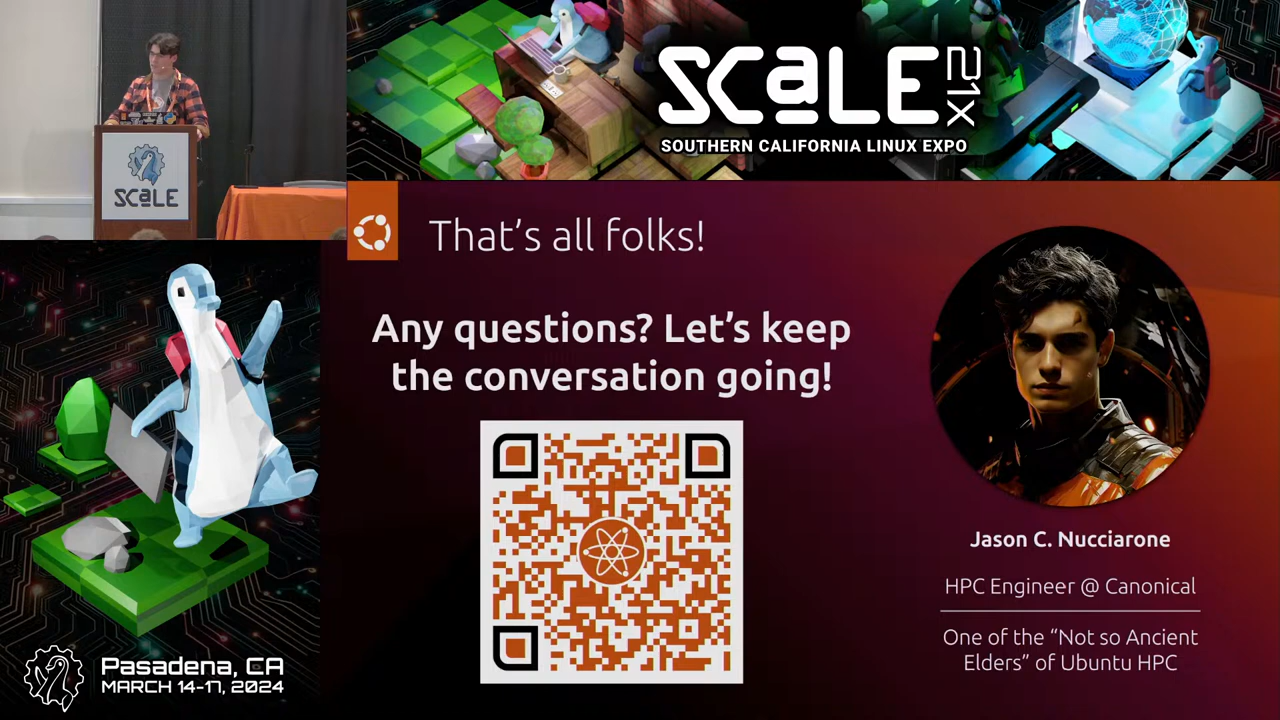 SCALE
SCALE 21X
SOUTHERN CALIFORNIA LINUX EXPO
That's all folks!
Any questions? Let's keep
the conversation going!
Jason C. Nucciarone
HPC Engineer @ Canonical
One of the “Not so Ancient
Elders” of Ubuntu HPC
Pasadena, CA
MARCH 14-17, 2024